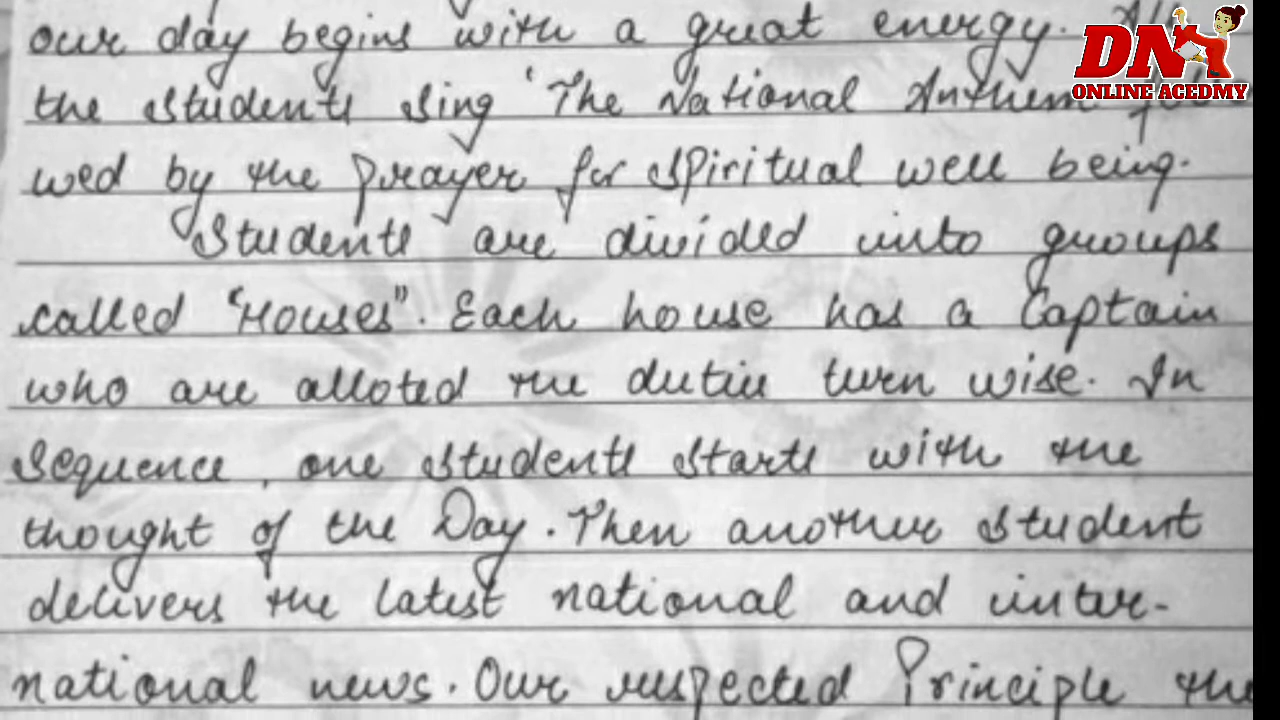 our day begins with a great energy.
DN
ONLINE ACEDMY
the students sing 'The National Anthem
wed by the prayer for spiritual well being.
Students are divided into groups
called "Houses". Each house has a Captain
who are alloted the duties turn wise. In
sequence, one students starts with the
thought of the Day. Then another student
delivers the latest national and inter-
national news. Our respected Principle the